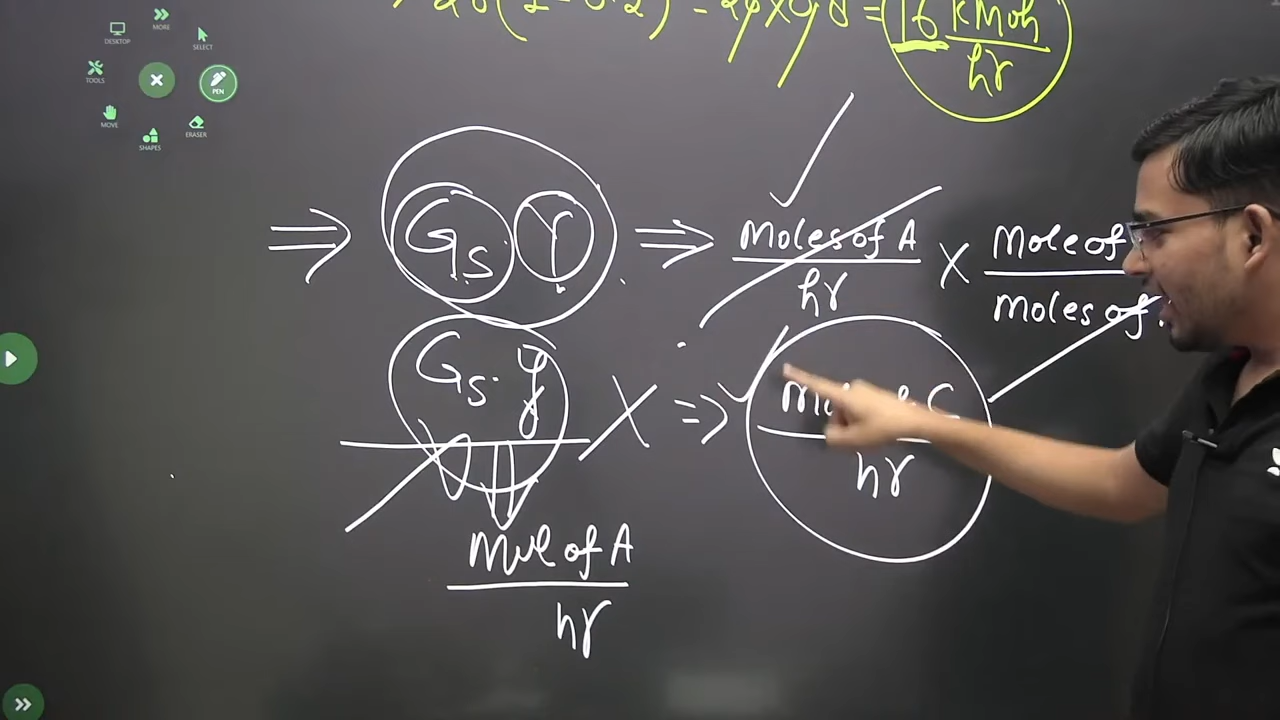 MORE
DESKTOP
SELECT
TOOLS
PEN
MOVE
ERASER
SHAPES
= 16 kmol/hr
⇒ Gs Y ⇒ Moles of A / hr × Mole of / Moles of
Gs. y ⇒ C / hr
Mol of A / hr